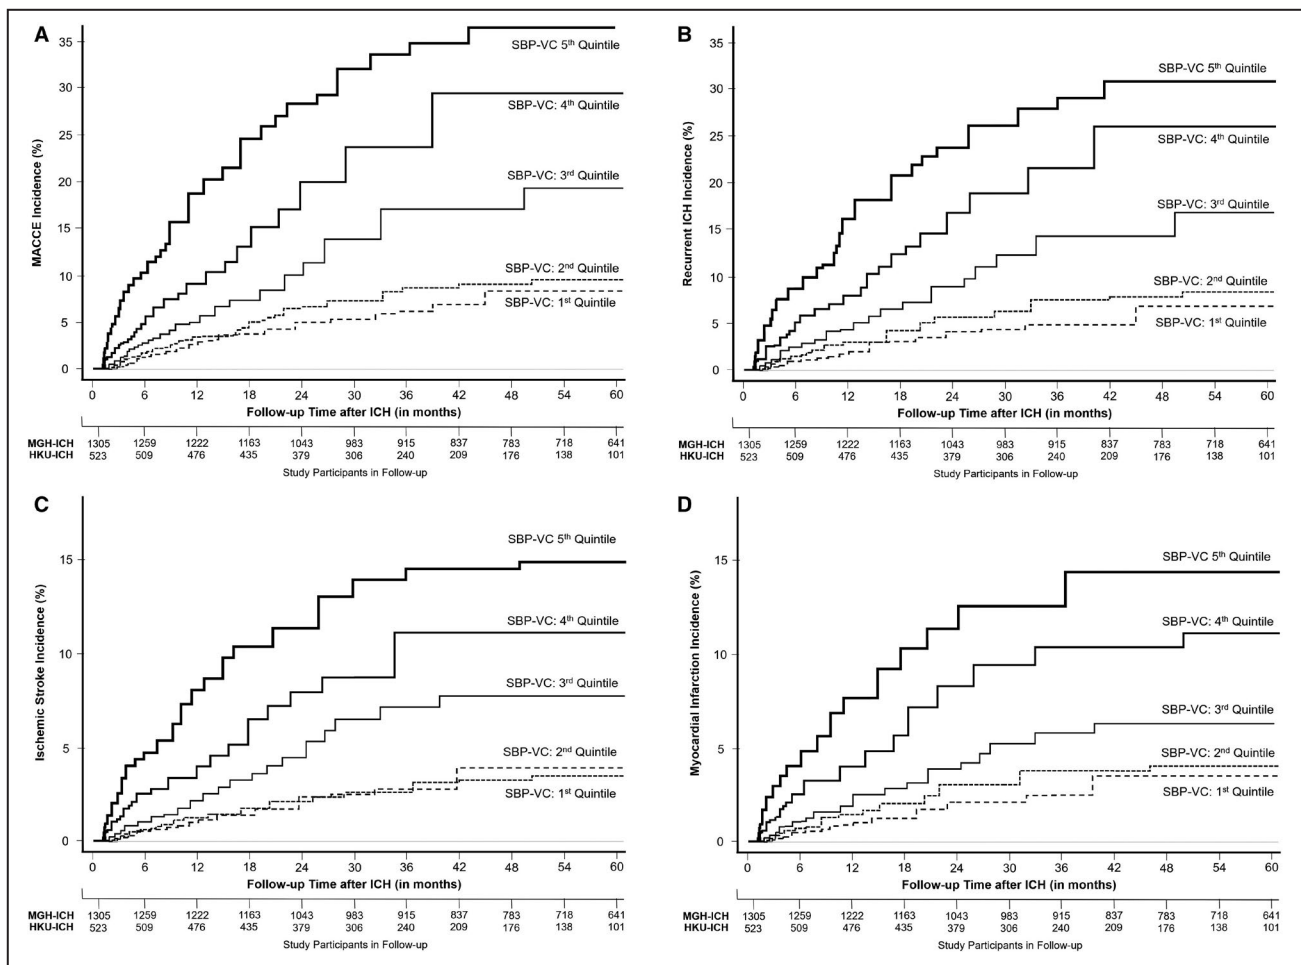 A
35
30
25
20
15
10
5
0
MACCE Incidence (%)
SBP-VC 5th Quintile
SBP-VC: 4th Quintile
SBP-VC: 3rd Quintile
SBP-VC: 2nd Quintile
SBP-VC: 1st Quintile
0 6 12 18 24 30 36 42 48 54 60
Follow-up Time after ICH (in months)
MGH-ICH 1305 1259 1222 1163 1043 983 915 837 783 718 641
HKU-ICH 523 509 476 435 379 306 240 209 176 138 101
Study Participants in Follow-up
B
35
30
25
20
15
10
5
0
Recurrent ICH Incidence (%)
SBP-VC 5th Quintile
SBP-VC: 4th Quintile
SBP-VC: 3rd Quintile
SBP-VC: 2nd Quintile
SBP-VC: 1st Quintile
0 6 12 18 24 30 36 42 48 54 60
Follow-up Time after ICH (in months)
MGH-ICH 1305 1259 1222 1163 1043 983 915 837 783 718 641
HKU-ICH 523 509 476 435 379 306 240 209 176 138 101
Study Participants in Follow-up
C
15
10
5
0
Ischemic Stroke Incidence (%)
SBP-VC 5th Quintile
SBP-VC: 4th Quintile
SBP-VC: 3rd Quintile
SBP-VC: 2nd Quintile
SBP-VC: 1st Quintile
0 6 12 18 24 30 36 42 48 54 60
Follow-up Time after ICH (in months)
MGH-ICH 1305 1259 1222 1163 1043 983 915 837 783 718 641
HKU-ICH 523 509 476 435 379 306 240 209 176 138 101
Study Participants in Follow-up
D
15
10
5
0
Myocardial Infarction Incidence (%)
SBP-VC 5th Quintile
SBP-VC: 4th Quintile
SBP-VC: 3rd Quintile
SBP-VC: 2nd Quintile
SBP-VC: 1st Quintile
0 6 12 18 24 30 36 42 48 54 60
Follow-up Time after ICH (in months)
MGH-ICH 1305 1259 1222 1163 1043 983 915 837 783 718 641
HKU-ICH 523 509 476 435 379 306 240 209 176 138 101
Study Participants in Follow-up